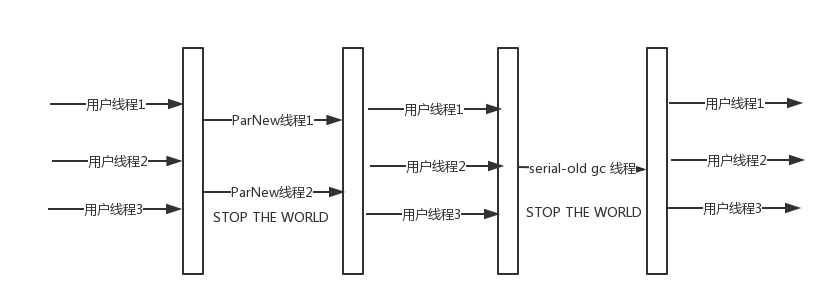 用户线程1
用户线程2
用户线程3
ParNew线程1
ParNew线程2
STOP THE WORLD
用户线程1
用户线程2
用户线程3
serial-old gc 线程
STOP THE WORLD
用户线程1
用户线程2
用户线程3